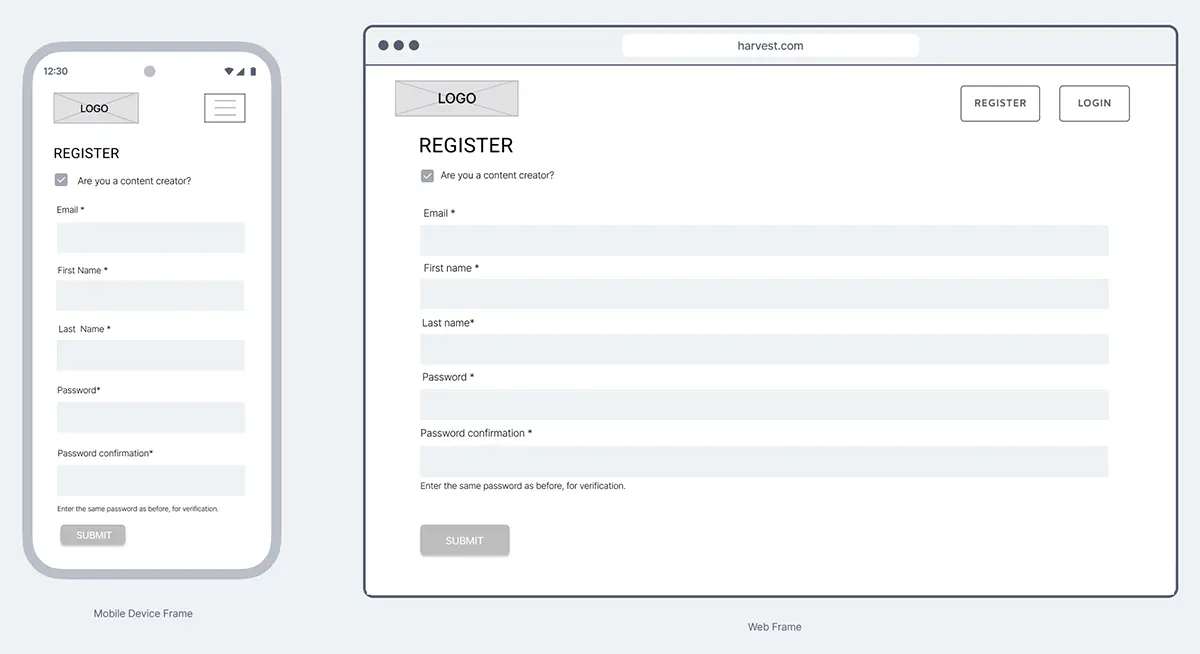 12:30
LOGO
REGISTER
Are you a content creator?
Email *
First Name *
Last Name *
Password*
Password confirmation*
Enter the same password as before, for verification.
SUBMIT
Mobile Device Frame
harvest.com
LOGO
REGISTER
LOGIN
REGISTER
Are you a content creator?
Email *
First name *
Last name*
Password *
Password confirmation *
Enter the same password as before, for verification.
SUBMIT
Web Frame